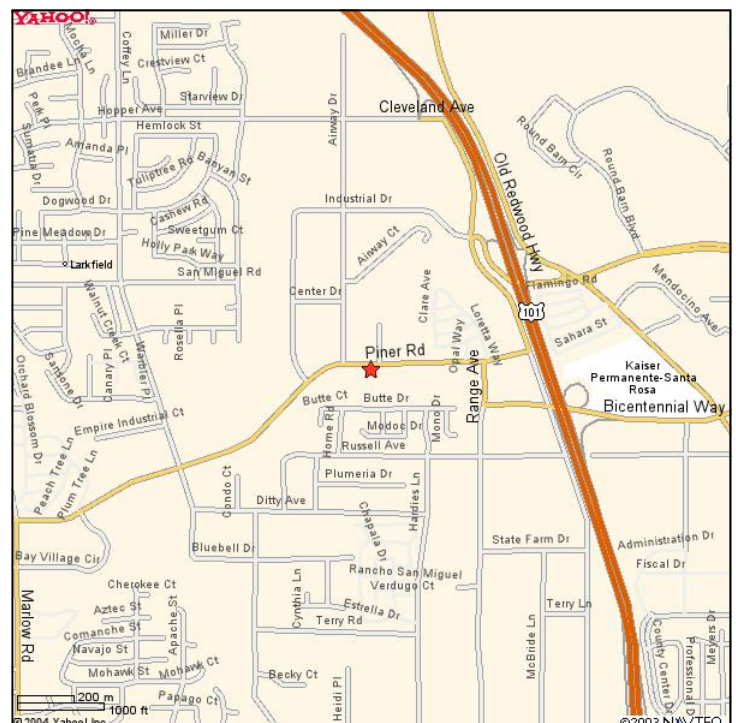 YAHOO!
Mocha Ln
Coffey Ln
Miller Dr
Brandee Ln
Crestview Ct
Starview Dr
Perk Pl
Hopper Ave
Hemlock St
Airway Dr
Cleveland Ave
Sumatra Dr
Amanda Pl
Tuliptree Rd
Banyan St
Old Redwood Hwy
Round Barn Cir
Round Barn Blvd
Dogwood Dr
Cashew Rd
Industrial Dr
Pine Meadow Dr
Sweetgum Ct
Holly Park Way
Airway Ct
Larkfield
San Miguel Rd
Clare Ave
Flamingo Rd
Mendocino Ave
Center Dr
Walnut Creek Ct
Rosella Pl
Opal Way
Loretta Way
101
Sahara St
Orchard Blossom Dr
Sansone Dr
Canary Pl
Warbler Pl
Piner Rd
Range Ave
Kaiser
Permanente-Santa
Rosa
Butte Ct
Butte Dr
Bicentennial Way
Empire Industrial Ct
Home Rd
Modoc Dr
Mono Dr
Russell Ave
Peach Tree Ln
Plum Tree Ln
Condo Ct
Plumeria Dr
Hardies Ln
Ditty Ave
Chapala Dr
Bay Village Cir
Bluebell Dr
State Farm Dr
Administration Dr
Fiscal Dr
Marlow Rd
Cherokee Ct
Cynthia Ln
Rancho San Miguel
Verdugo Ct
Aztec St
Apache St
Estrella Dr
Terry Ln
Comanche St
Terry Rd
McBride Ln
County Center Dr
Professional D
Meyers Dr
Navajo St
Mohawk St
Mohawk Ct
Becky Ct
Heidi Pl
Papago Ct
200 m
1000 ft
©2004 Yahoo! Inc
©2003 NAVTEQ